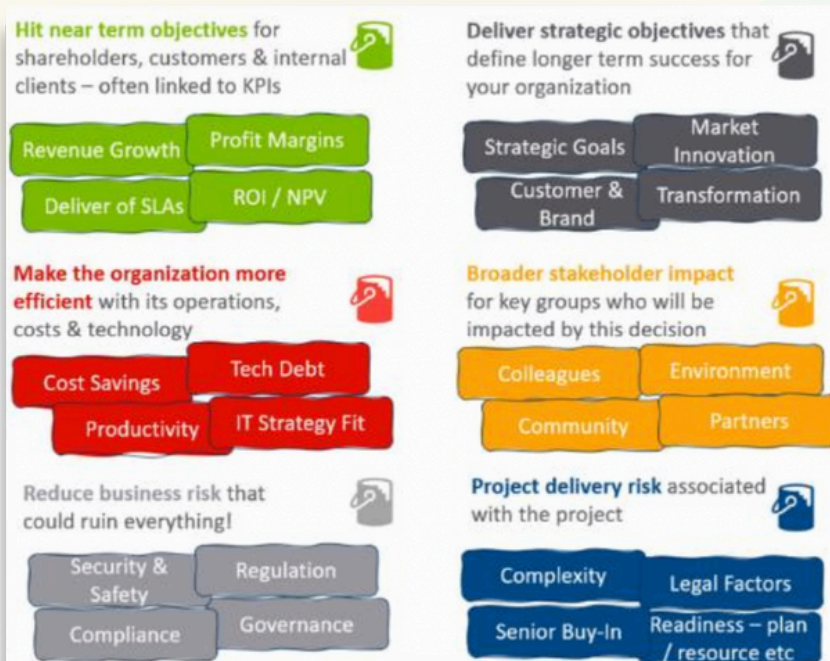 Hit near term objectives for
shareholders, customers & internal
clients – often linked to KPIs
Revenue Growth
Profit Margins
Deliver of SLAs
ROI / NPV
Deliver strategic objectives that
define longer term success for
your organization
Strategic Goals
Market
Innovation
Customer &
Brand
Transformation
Make the organization more
efficient with its operations,
costs & technology
Cost Savings
Tech Debt
Productivity
IT Strategy Fit
Broader stakeholder impact
for key groups who will be
impacted by this decision
Colleagues
Environment
Community
Partners
Reduce business risk that
could ruin everything!
Security &
Safety
Regulation
Compliance
Governance
Project delivery risk associated
with the project
Complexity
Legal Factors
Senior Buy-In
Readiness – plan
/ resource etc